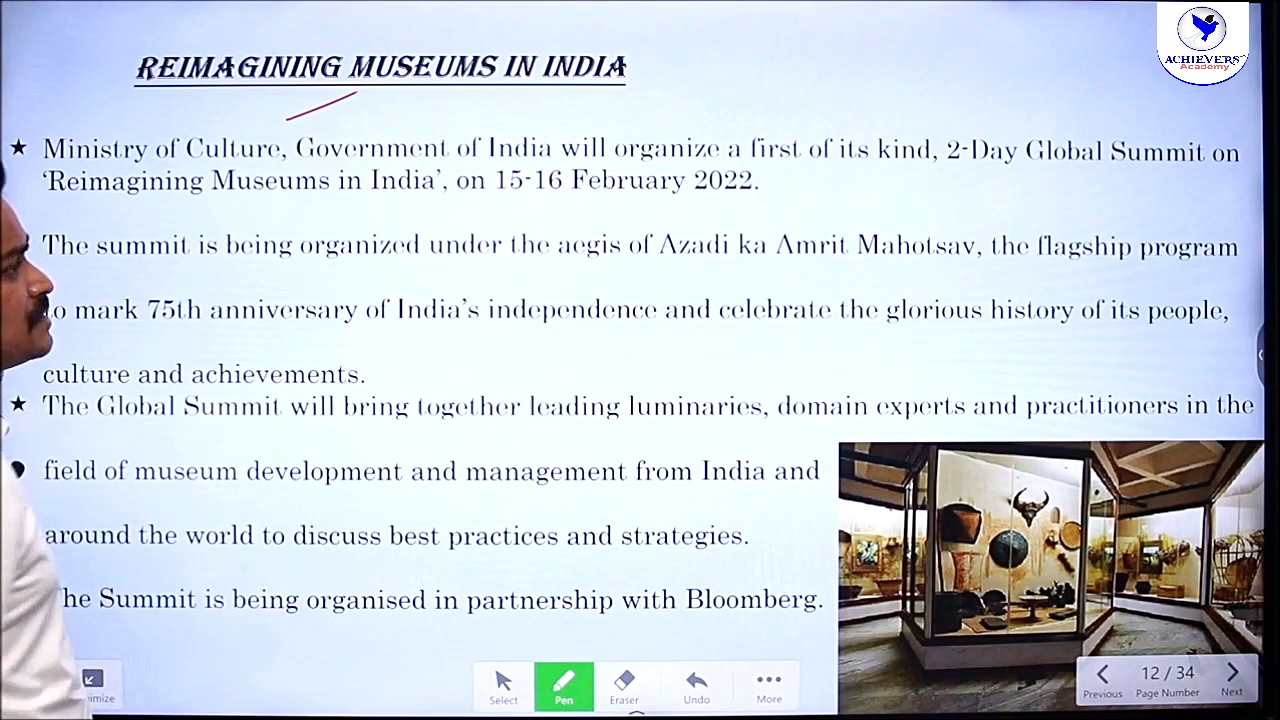 REIMAGINING MUSEUMS IN INDIA
ACHIEVERS
Academy
★ Ministry of Culture, Government of India will organize a first of its kind, 2-Day Global Summit on
‘Reimagining Museums in India’, on 15-16 February 2022.
The summit is being organized under the aegis of Azadi ka Amrit Mahotsav, the flagship program
to mark 75th anniversary of India’s independence and celebrate the glorious history of its people,
culture and achievements.
★ The Global Summit will bring together leading luminaries, domain experts and practitioners in the
field of museum development and management from India and
around the world to discuss best practices and strategies.
he Summit is being organised in partnership with Bloomberg.
imize
Select
Pen
Eraser
Undo
More
Previous
12 / 34
Page Number
Next